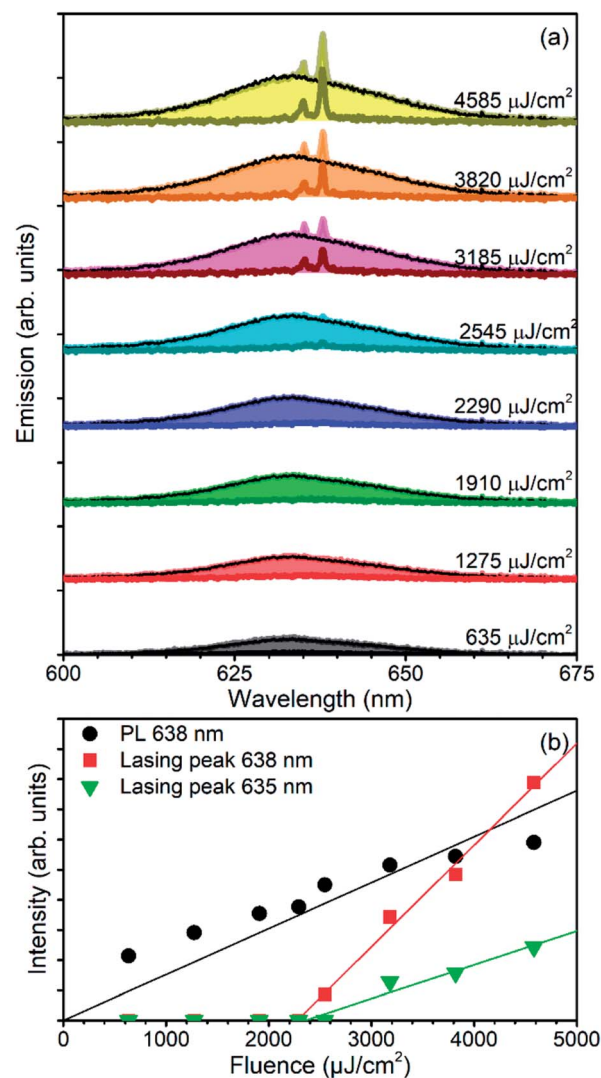 (a)
4585 μJ/cm²
3820 μJ/cm²
3185 μJ/cm²
2545 μJ/cm²
2290 μJ/cm²
1910 μJ/cm²
1275 μJ/cm²
635 μJ/cm²
Emission (arb. units)
600 625 650 675
Wavelength (nm)
(b)
PL 638 nm
Lasing peak 638 nm
Lasing peak 635 nm
Intensity (arb. units)
0 1000 2000 3000 4000 5000
Fluence (μJ/cm²)